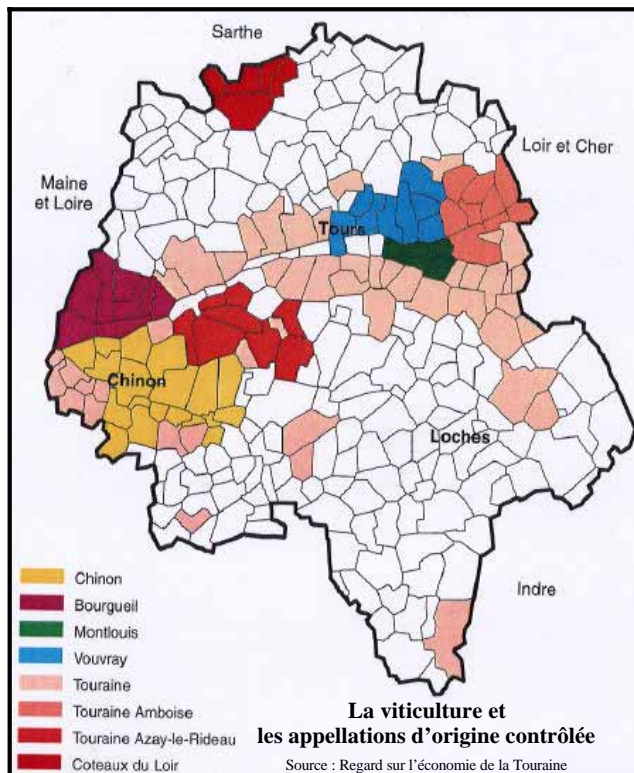 Sarthe
Loir et Cher
Maine
et Loire
Tours
Chinon
Loches
Indre
Chinon
Bourgueil
Montlouis
Vouvray
Touraine
Touraine Amboise
Touraine Azay-le-Rideau
Coteaux du Loir
La viticulture et
les appellations d'origine contrôlée
Source : Regard sur l'économie de la Touraine